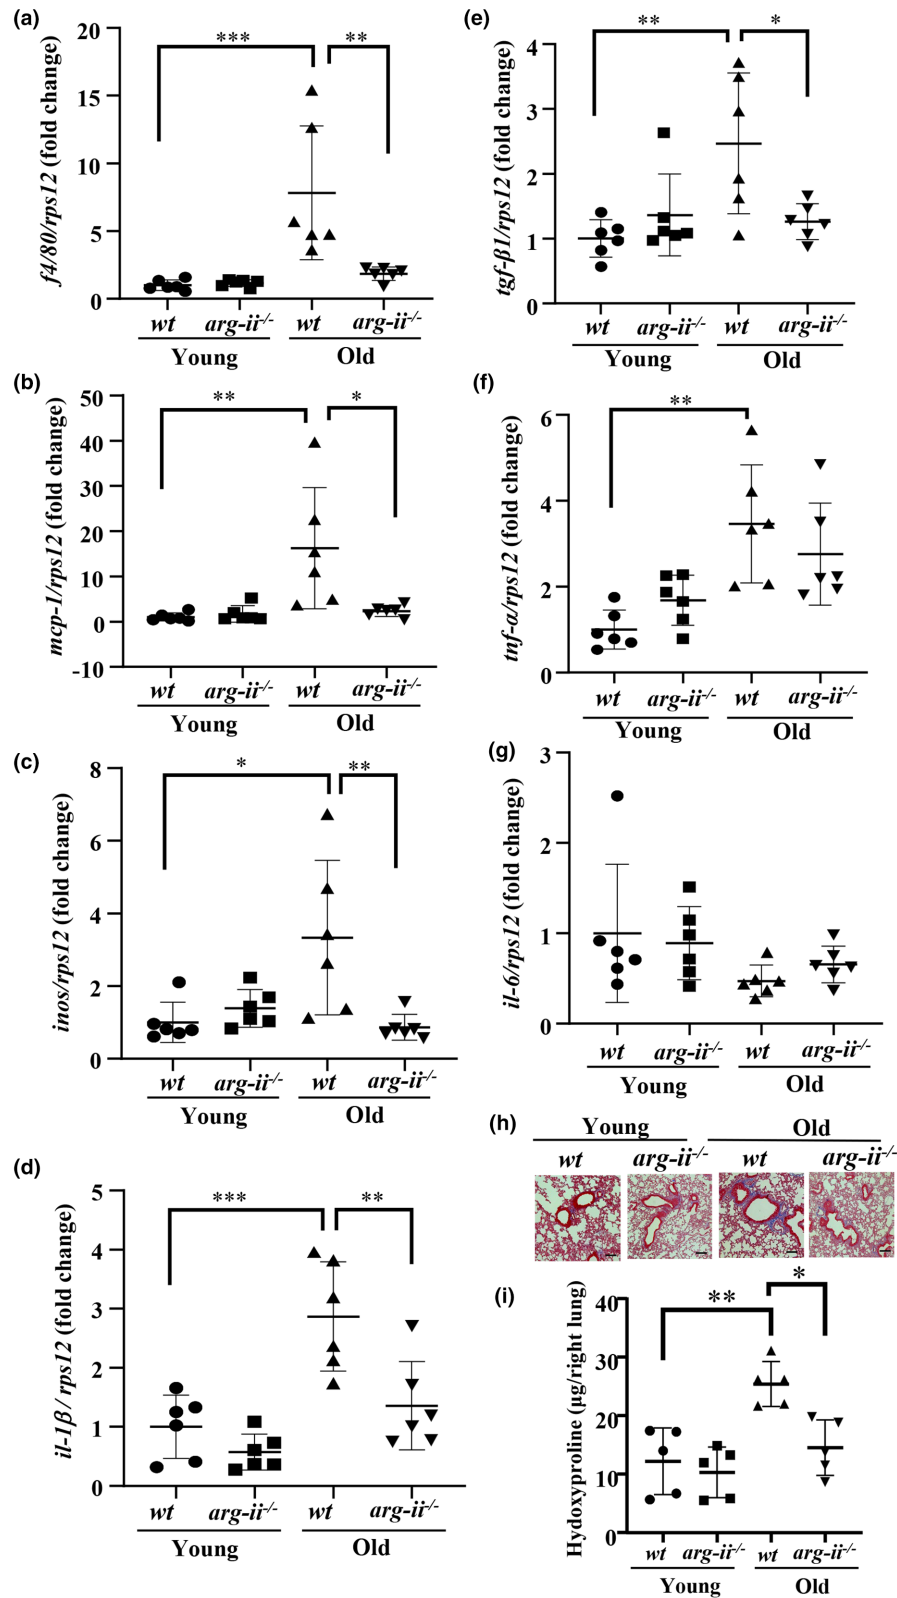 (a)
***
**
20
15
10
5
0
f4/80/rps12 (fold change)
wt arg-ii-/- wt arg-ii-/-
Young Old
(b)
**
*
50
40
30
20
10
0
-10
mcp-1/rps12 (fold change)
wt arg-ii-/- wt arg-ii-/-
Young Old
(c)
*
**
8
6
4
2
0
inos/rps12 (fold change)
wt arg-ii-/- wt arg-ii-/-
Young Old
(d)
***
**
5
4
3
2
1
0
il-1β/rps12 (fold change)
wt arg-ii-/- wt arg-ii-/-
Young Old
(e)
**
*
4
3
2
1
0
tgf-β1/rps12 (fold change)
wt arg-ii-/- wt arg-ii-/-
Young Old
(f)
**
6
4
2
0
tnf-α/rps12 (fold change)
wt arg-ii-/- wt arg-ii-/-
Young Old
(g)
3
2
1
0
il-6/rps12 (fold change)
wt arg-ii-/- wt arg-ii-/-
Young Old
(h)
Young Old
wt arg-ii-/- wt arg-ii-/-
(i)
**
*
40
30
20
10
0
Hydoxyproline (µg/right lung)
wt arg-ii-/- wt arg-ii-/-
Young Old